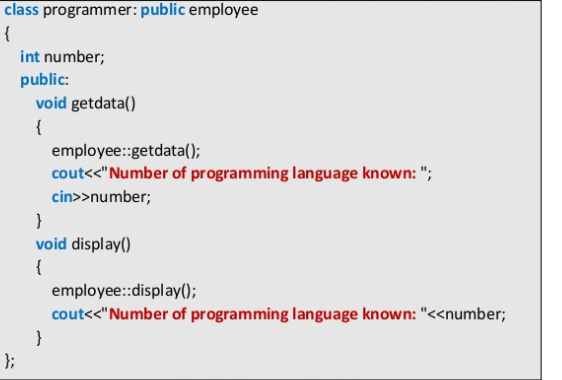 class programmer: public employee
{
int number;
public:
void getdata()
{
employee::getdata();
cout<<"Number of programming language known: ";
cin>>number;
}
void display()
{
employee::display();
cout<<"Number of programming language known: "<<number;
}
};